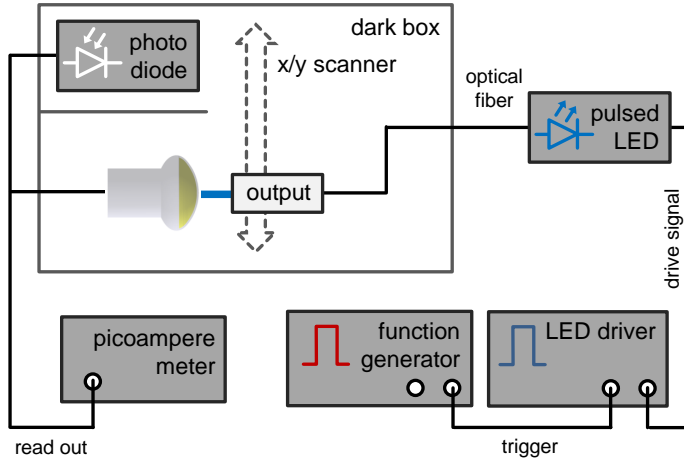 dark box
photo
diode
x/y scanner
optical
fiber
pulsed
LED
output
drive signal
picoampere
meter
function
generator
LED driver
read out
trigger